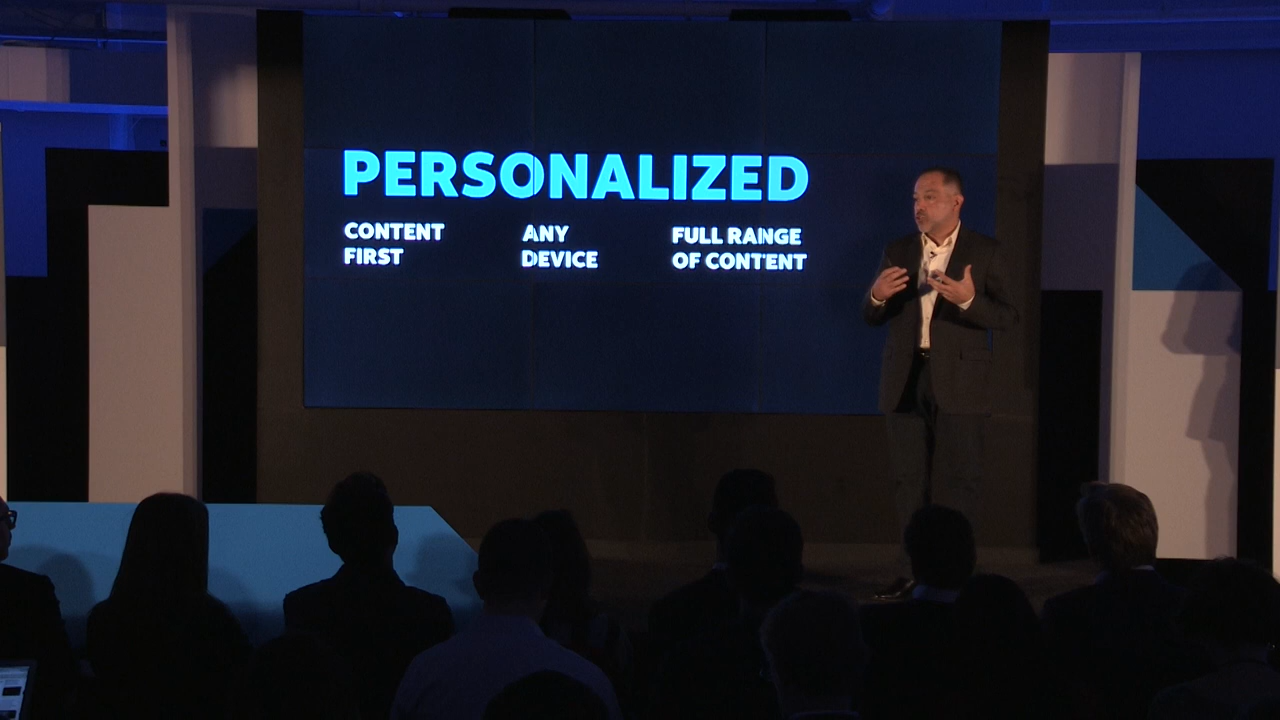 PERSONALIZED
CONTENT
FIRST
ANY
DEVICE
FULL RANGE
OF CONTENT